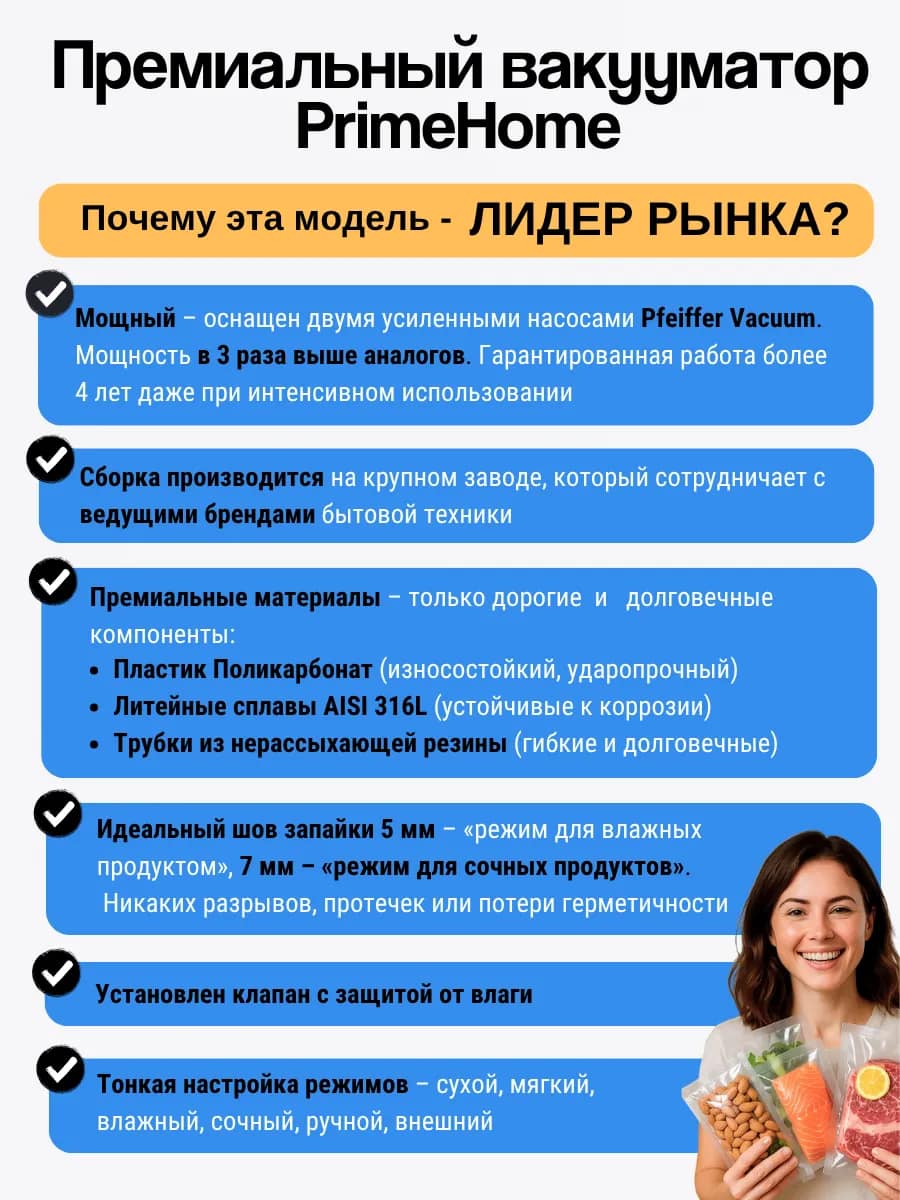 Премиальный вакууматор
PrimeHome
Почему эта модель - ЛИДЕР РЫНКА?
Мощный – оснащен двумя усиленными насосами Pfeiffer Vacuum.
Мощность в 3 раза выше аналогов. Гарантированная работа более
4 лет даже при интенсивном использовании
Сборка производится на крупном заводе, который сотрудничает с
ведущими брендами бытовой техники
Премиальные материалы – только дорогие и долговечные
компоненты:
• Пластик Поликарбонат (износостойкий, ударопрочный)
• Литейные сплавы AISI 316L (устойчивые к коррозии)
• Трубки из нерассыхающей резины (гибкие и долговечные)
Идеальный шов запайки 5 мм – «режим для влажных
продуктом», 7 мм – «режим для сочных продуктов».
Никаких разрывов, протечек или потери герметичности
Установлен клапан с защитой от влаги
Тонкая настройка режимов – сухой, мягкий,
влажный, сочный, ручной, внешний